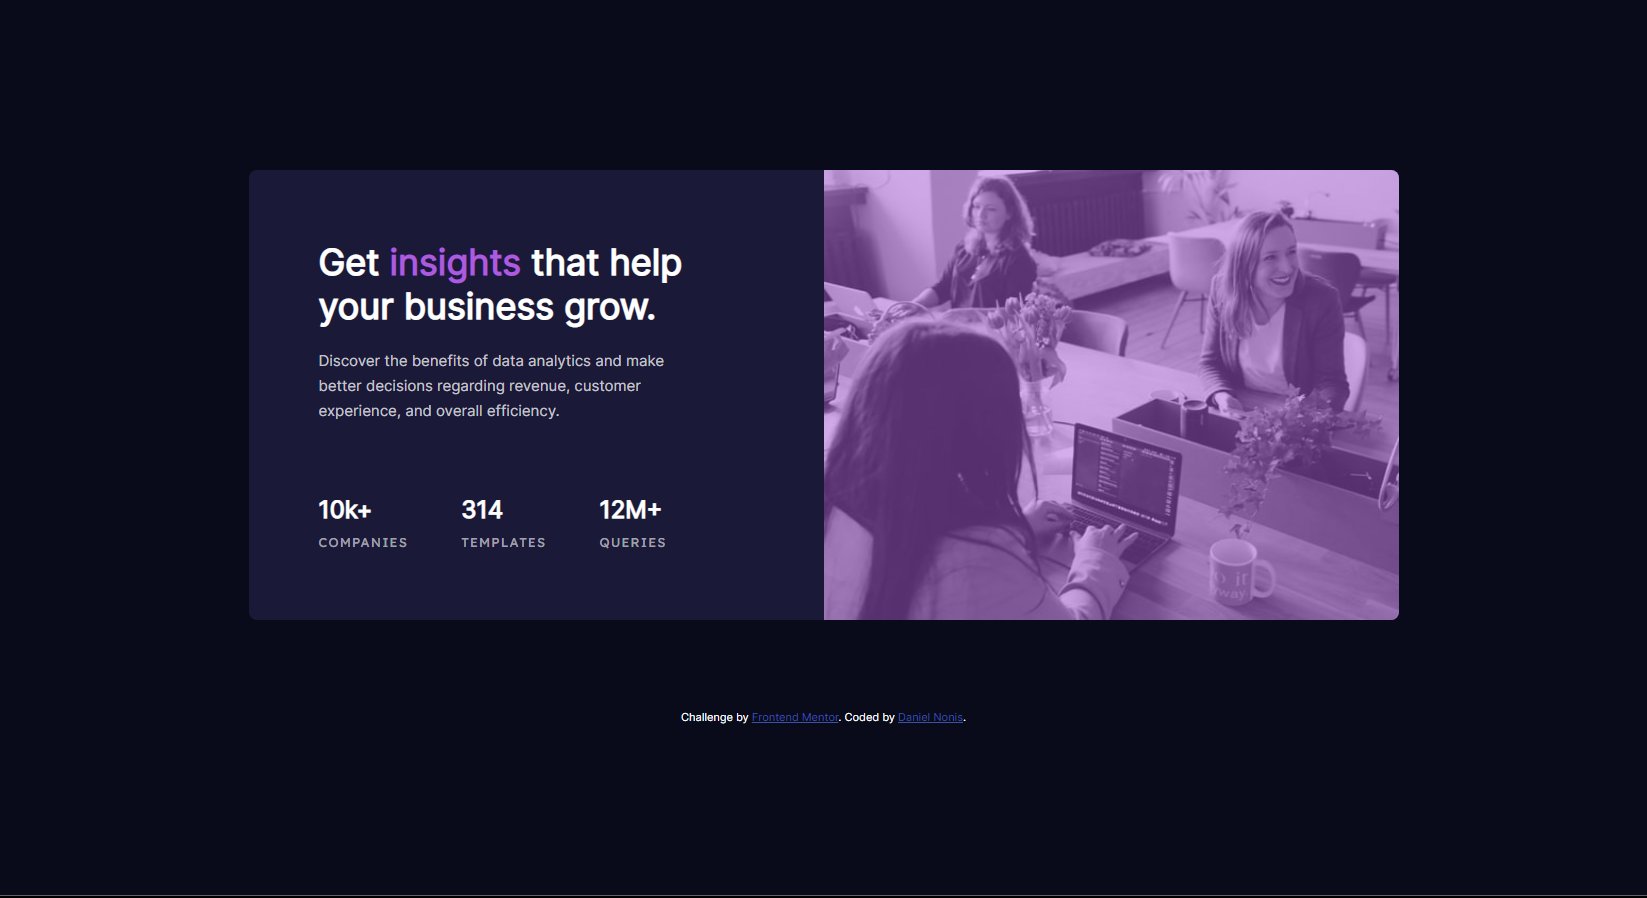 Get insights that help
your business grow.
Discover the benefits of data analytics and make
better decisions regarding revenue, customer
experience, and overall efficiency.
10k+ 314 12M+
COMPANIES TEMPLATES QUERIES
it
way
Challenge by Frontend Mentor. Coded by Daniel Nonis.